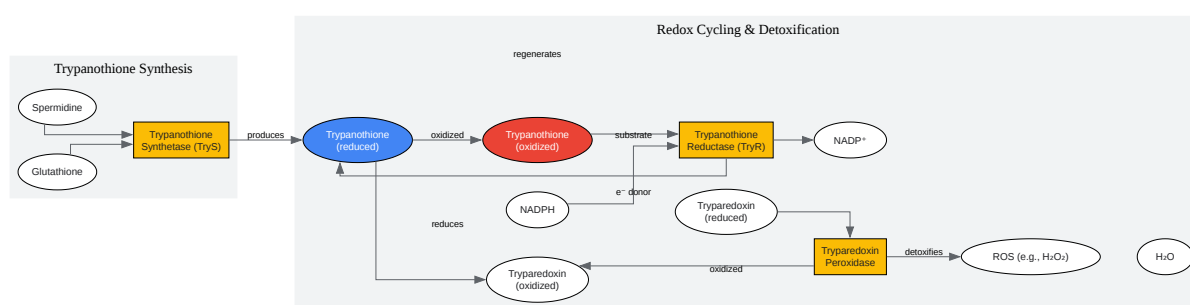 Redox Cycling & Detoxification
regenerates
Trypanothione Synthesis
Spermidine
Trypanothione
Synthetase (TryS)
Glutathione
produces
Trypanothione
(reduced)
oxidized
Trypanothione
(oxidized)
substrate
Trypanothione
Reductase (TryR)
NADP⁺
e⁻ donor
NADPH
Tryparedoxin
(reduced)
reduces
Tryparedoxin
Peroxidase
detoxifies
ROS (e.g., H₂O₂)
H₂O
oxidized
Tryparedoxin
(oxidized)